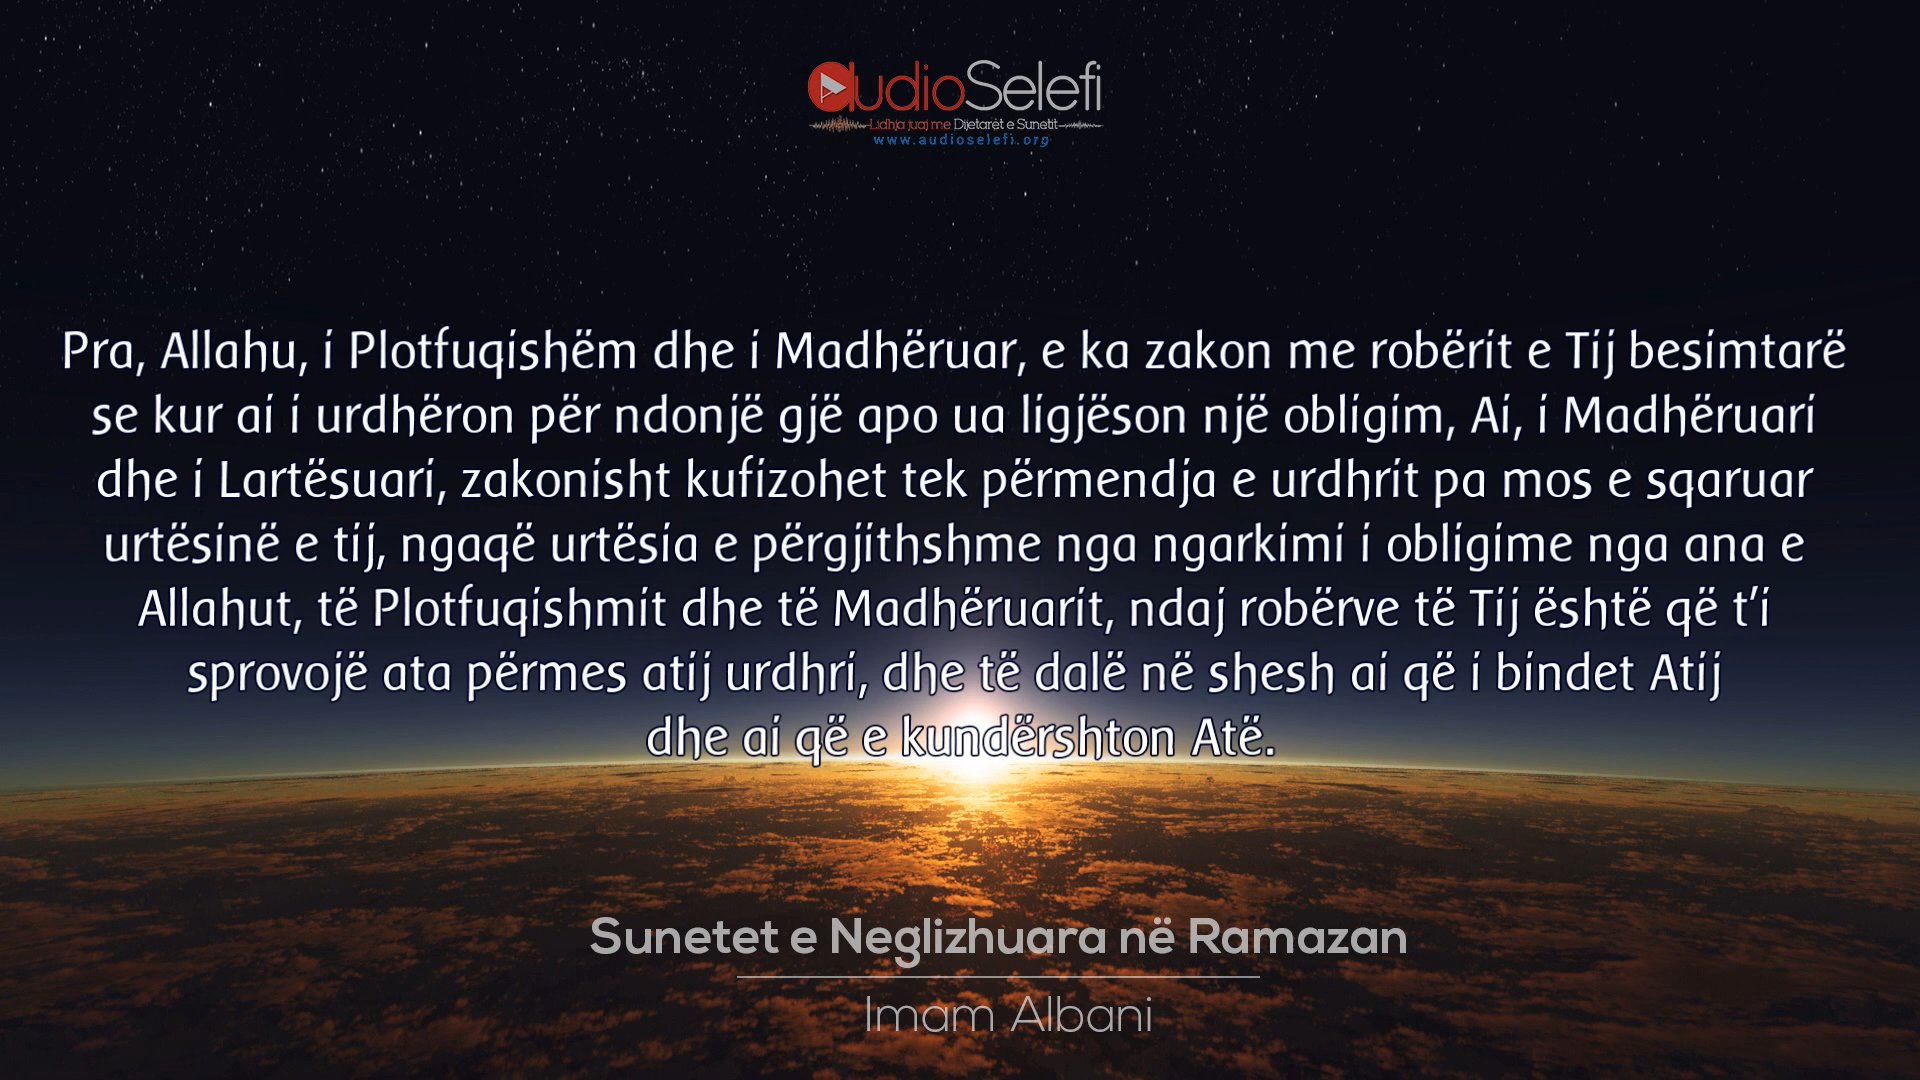 audioSelefi
Lidhja juaj me Dijetarët e Sunetit
www.audioselefi.org
Pra, Allahu, i Plotfuqishëm dhe i Madhëruar, e ka zakon me robërit e Tij besimtarë
se kur ai i urdhëron për ndonjë gjë apo ua ligjëson një obligim, Ai, i Madhëruari
dhe i Lartësuari, zakonisht kufizohet tek përmendja e urdhrit pa mos e sqaruar
urtësinë e tij, ngaqë urtësia e përgjithshme nga ngarkimi i obligime nga ana e
Allahut, të Plotfuqishmit dhe të Madhëruarit, ndaj robërve të Tij është që t'i
sprovojë ata përmes atij urdhri, dhe të dalë në shesh ai që i bindet Atij
dhe ai që e kundërshton Atë.
Sunetet e Neglizhuara në Ramazan
Imam Albani